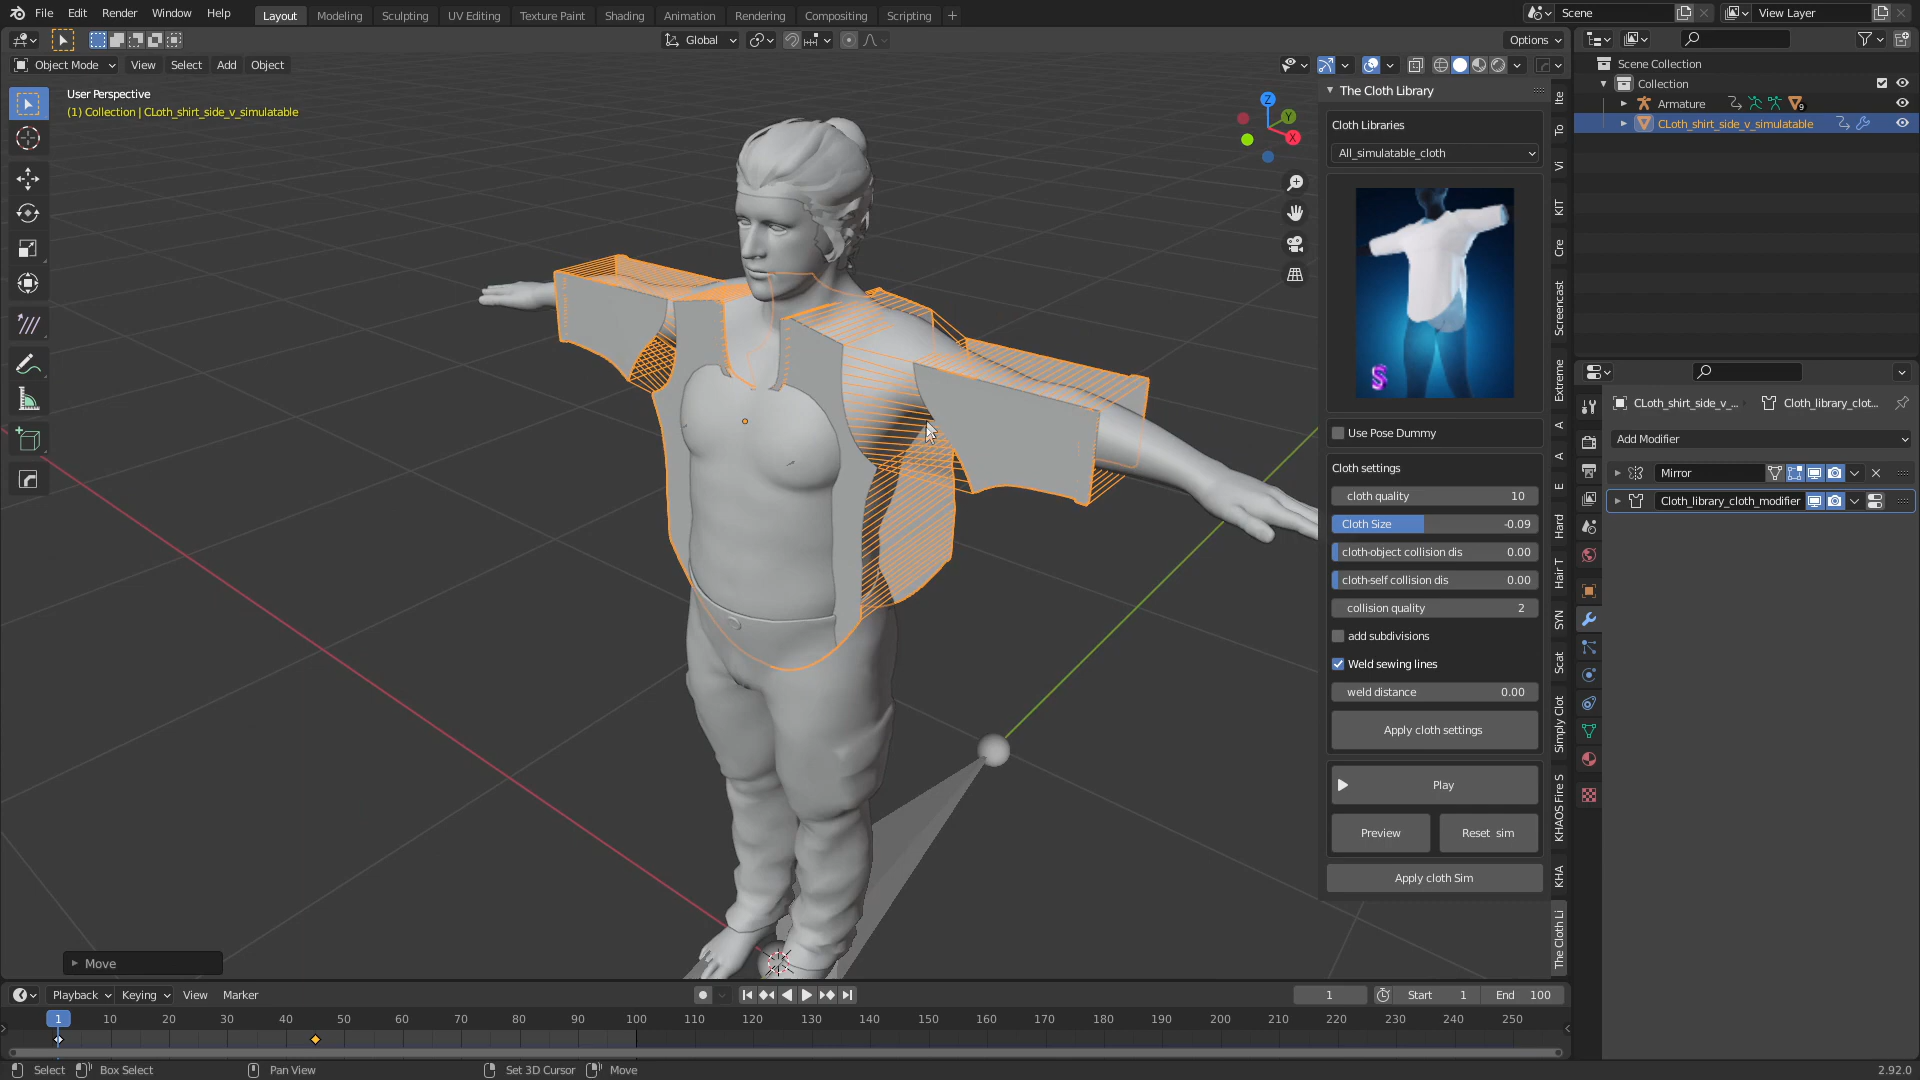 File Edit Render Window Help
Layout Modeling Sculpting UV Editing Texture Paint Shading Animation Rendering Compositing Scripting +
Scene
View Layer
Global
Options
Object Mode View Select Add Object
User Perspective
(1) Collection | CLoth_shirt_side_v_simulatable
Z
Y
X
The Cloth Library
Cloth Libraries
All_simulatable_cloth
Use Pose Dummy
Cloth settings
cloth quality 10
Cloth Size -0.09
cloth-object collision dis 0.00
cloth-self collision dis 0.00
collision quality 2
add subdivisions
Weld sewing lines
weld distance 0.00
Apply cloth settings
Play
Preview Reset sim
Apply cloth Sim
Ite
To
Vi
KIT
Cre
Screencast
Extreme
A
A
E
Hard
Hair T
SYN
Scat
Simply Clot
KHAOS Fire S
KHA
The Cloth Li
Scene Collection
Collection
Armature 9
CLoth_shirt_side_v_simulatable
CLoth_shirt_side_v_... Cloth_library_clot...
Add Modifier
Mirror
Cloth_library_cloth_modifier
Move
Playback Keying View Marker
1 Start 1 End 100
1 10 20 30 40 50 60 70 80 90 100 110 120 130 140 150 160 170 180 190 200 210 220 230 240 250
Select Box Select Pan View Set 3D Cursor Move 2.92.0